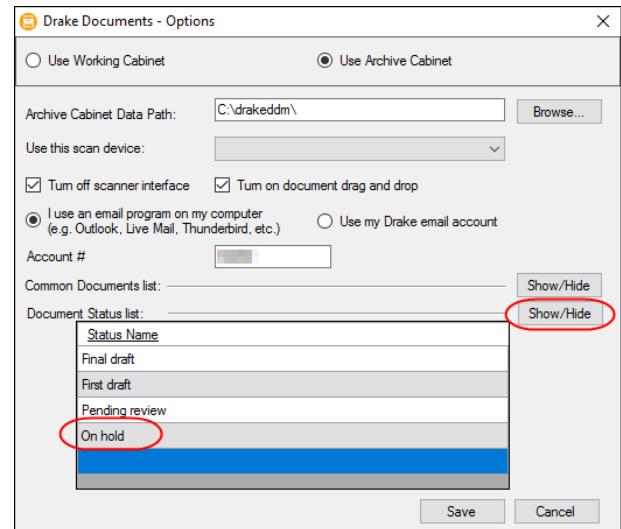 Drake Documents - Options
Use Working Cabinet
Use Archive Cabinet
Archive Cabinet Data Path:
C:\drakeddm\
Browse...
Use this scan device:
Turn off scanner interface
Turn on document drag and drop
I use an email program on my computer
(e.g. Outlook, Live Mail, Thunderbird, etc.)
Use my Drake email account
Account #
Common Documents list:
Show/Hide
Document Status list:
Show/Hide
Status Name
Final draft
First draft
Pending review
On hold
Save
Cancel